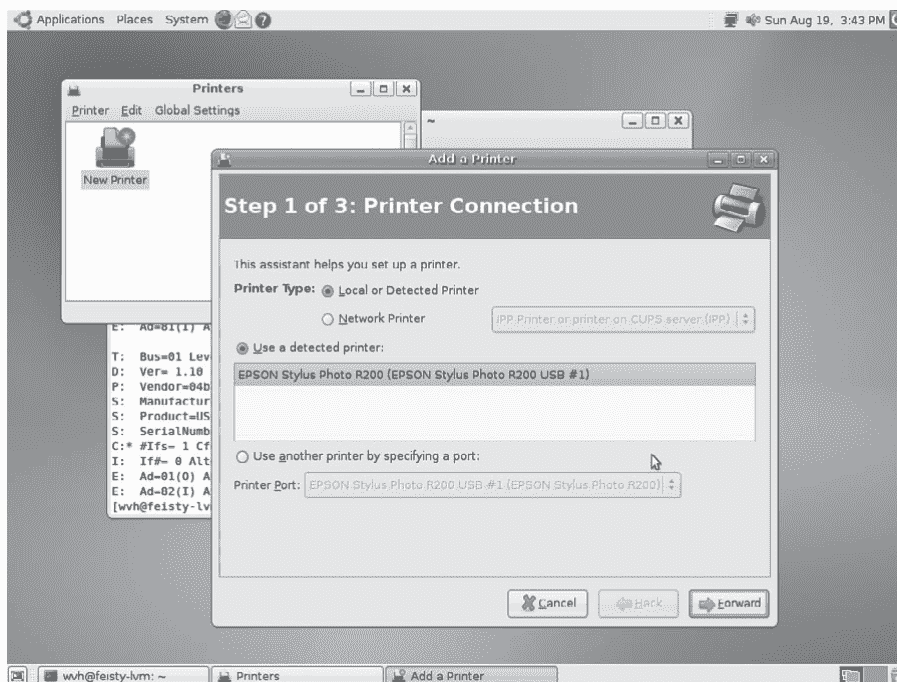 Applications Places System
Sun Aug 19, 3:43 PM
Printers
Printer Edit Global Settings
New Printer
~
E: Ad=81(I) A
T: Bus=01 Lev
D: Ver= 1.10
P: Vendor=04b
S: Manufactur
S: Product=US
S: SerialNumb
C:* #Ifs= 1 Cf
I: If#= 0 Alt
E: Ad=01(O) A
E: Ad=82(I) A
[wvh@feisty-lv
Add a Printer
Step 1 of 3: Printer Connection
This assistant helps you set up a printer.
Printer Type: Local or Detected Printer
Network Printer IPP Printer or printer on CUPS server (IPP)
Use a detected printer:
EPSON Stylus Photo R200 (EPSON Stylus Photo R200 USB #1)
Use another printer by specifying a port:
Printer Port: EPSON Stylus Photo R200 USB #1 (EPSON Stylus Photo R200)
Cancel Back Forward
wvh@feisty-lvm: ~ Printers Add a Printer